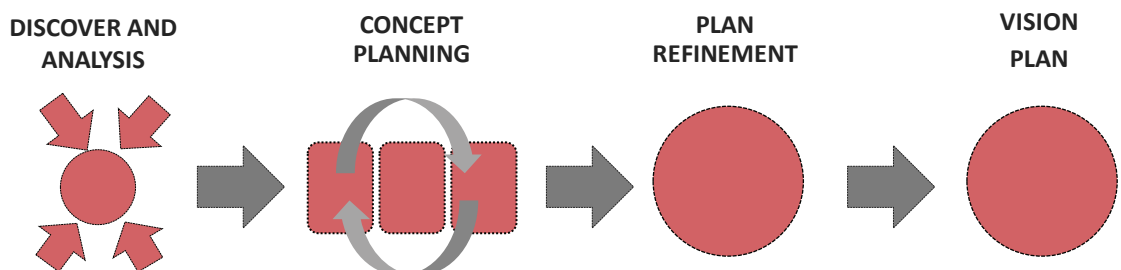 DISCOVER AND
ANALYSIS
CONCEPT
PLANNING
PLAN
REFINEMENT
VISION
PLAN